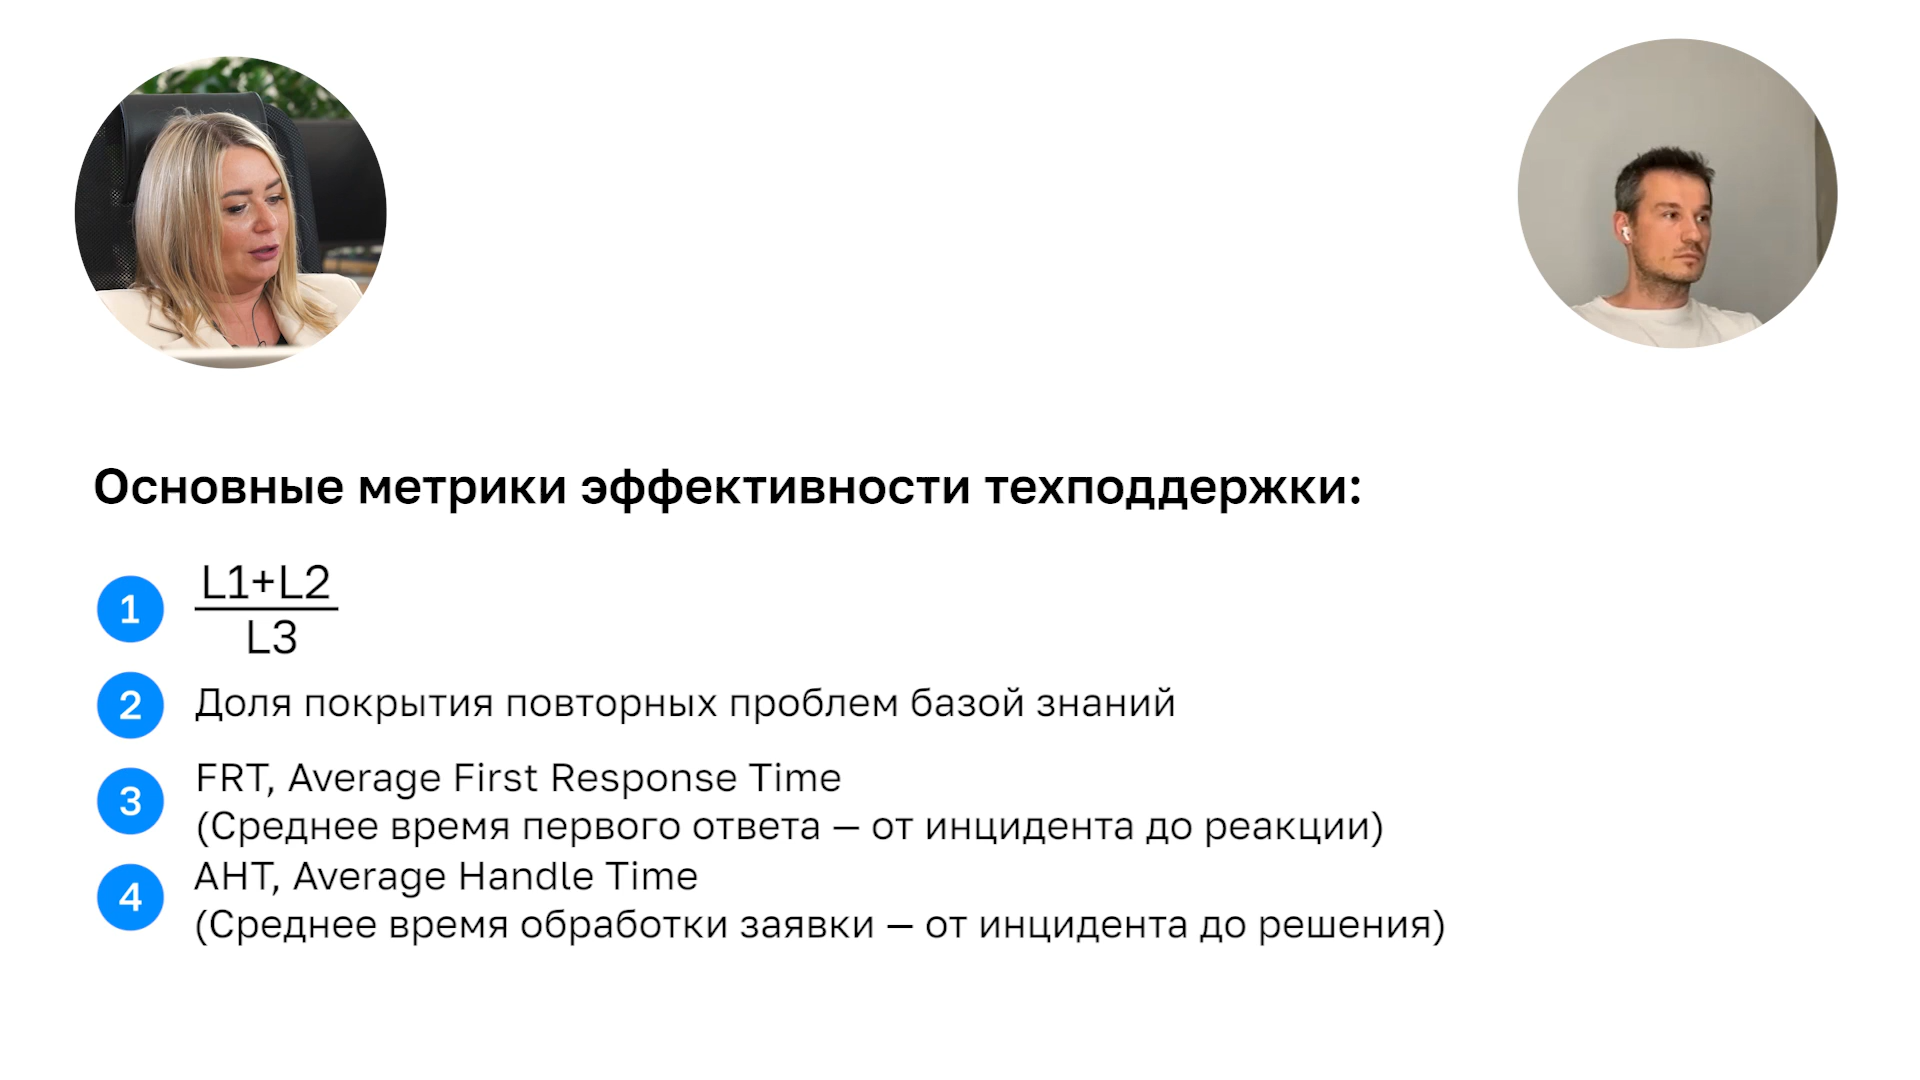 Основные метрики эффективности техподдержки:
1
L1+L2
L3
2
Доля покрытия повторных проблем базой знаний
3
FRT, Average First Response Time
(Среднее время первого ответа — от инцидента до реакции)
4
AHT, Average Handle Time
(Среднее время обработки заявки — от инцидента до решения)